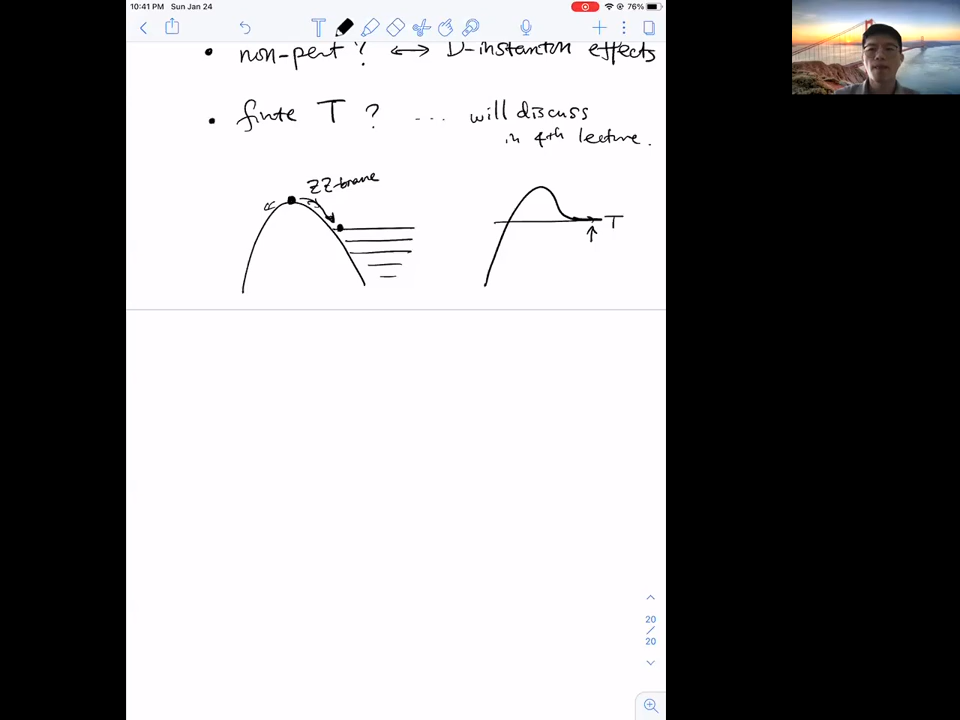 10:41 PM Sun Jan 24
76%
• non-pert ? ↔ D-instanton effects
• finte T ? .... will discuss
in 4th lecture.
ZZ-brane
T
20
/
20